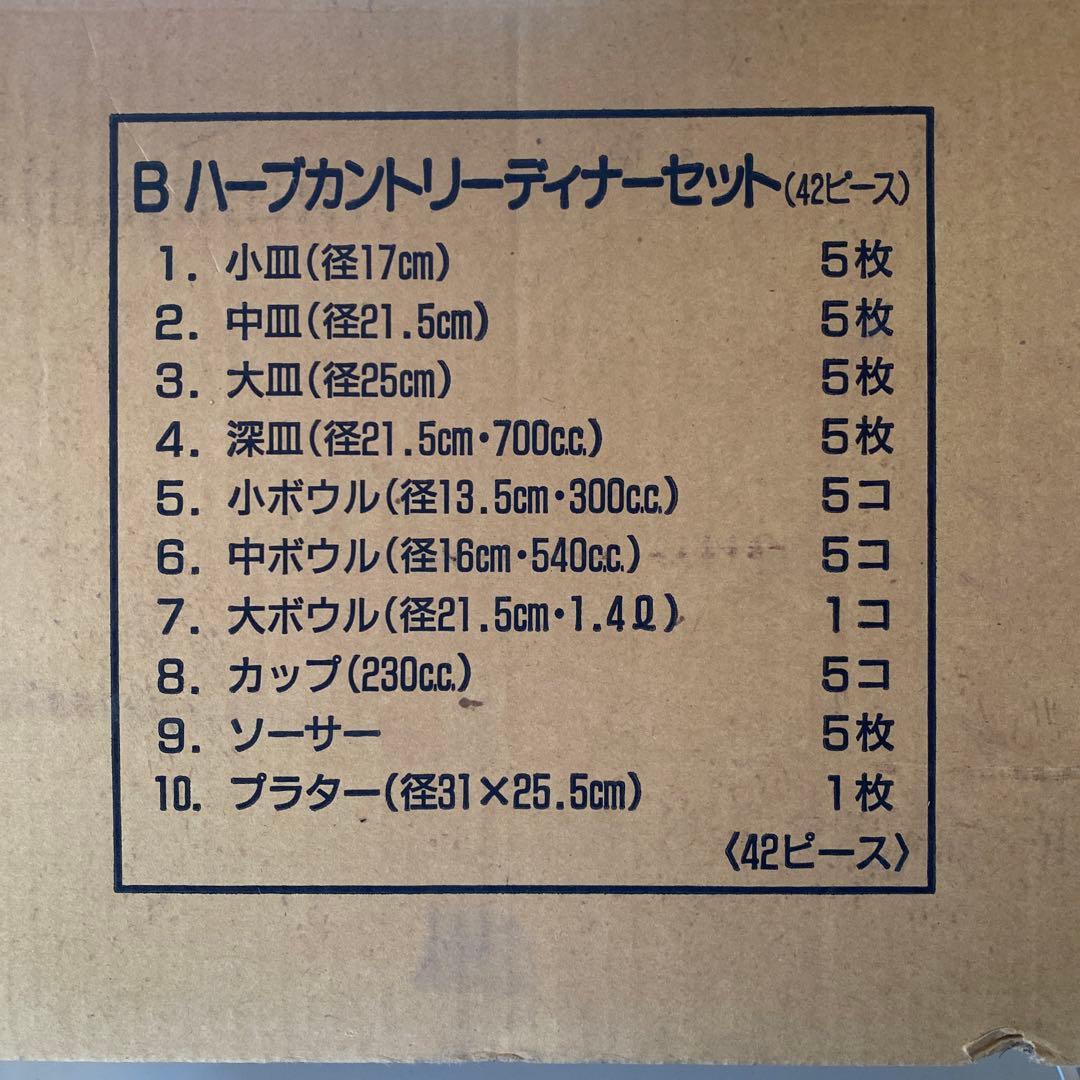 B ハーブカントリーディナーセット(42ピース)
1. 小皿(径17cm) 5枚
2. 中皿(径21.5cm) 5枚
3. 大皿(径25cm) 5枚
4. 深皿(径21.5cm・700c.c.) 5枚
5. 小ボウル(径13.5cm・300c.c.) 5コ
6. 中ボウル(径16cm・540c.c.) 5コ
7. 大ボウル(径21.5cm・1.4ℓ) 1コ
8. カップ(230c.c.) 5コ
9. ソーサー 5枚
10. プラター(径31×25.5cm) 1枚
〈42ピース〉